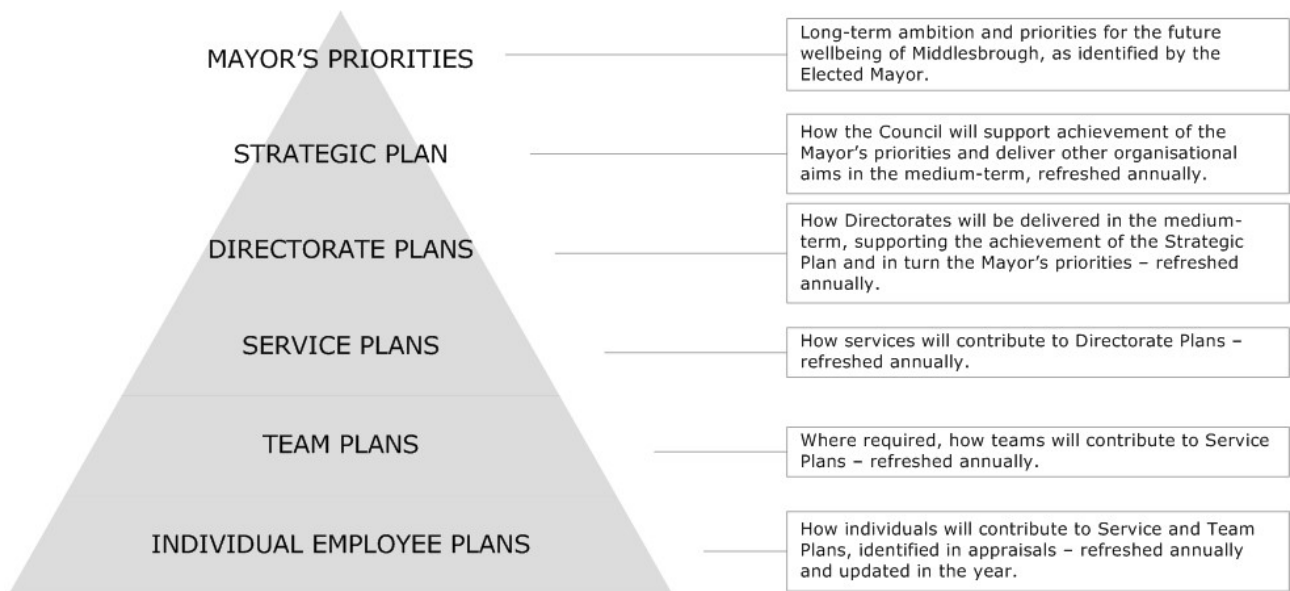 MAYOR'S PRIORITIES
Long-term ambition and priorities for the future
wellbeing of Middlesbrough, as identified by the
Elected Mayor.
STRATEGIC PLAN
How the Council will support achievement of the
Mayor's priorities and deliver other organisational
aims in the medium-term, refreshed annually.
DIRECTORATE PLANS
How Directorates will be delivered in the medium-
term, supporting the achievement of the Strategic
Plan and in turn the Mayor's priorities – refreshed
annually.
SERVICE PLANS
How services will contribute to Directorate Plans –
refreshed annually.
TEAM PLANS
Where required, how teams will contribute to Service
Plans – refreshed annually.
INDIVIDUAL EMPLOYEE PLANS
How individuals will contribute to Service and Team
Plans, identified in appraisals – refreshed annually
and updated in the year.